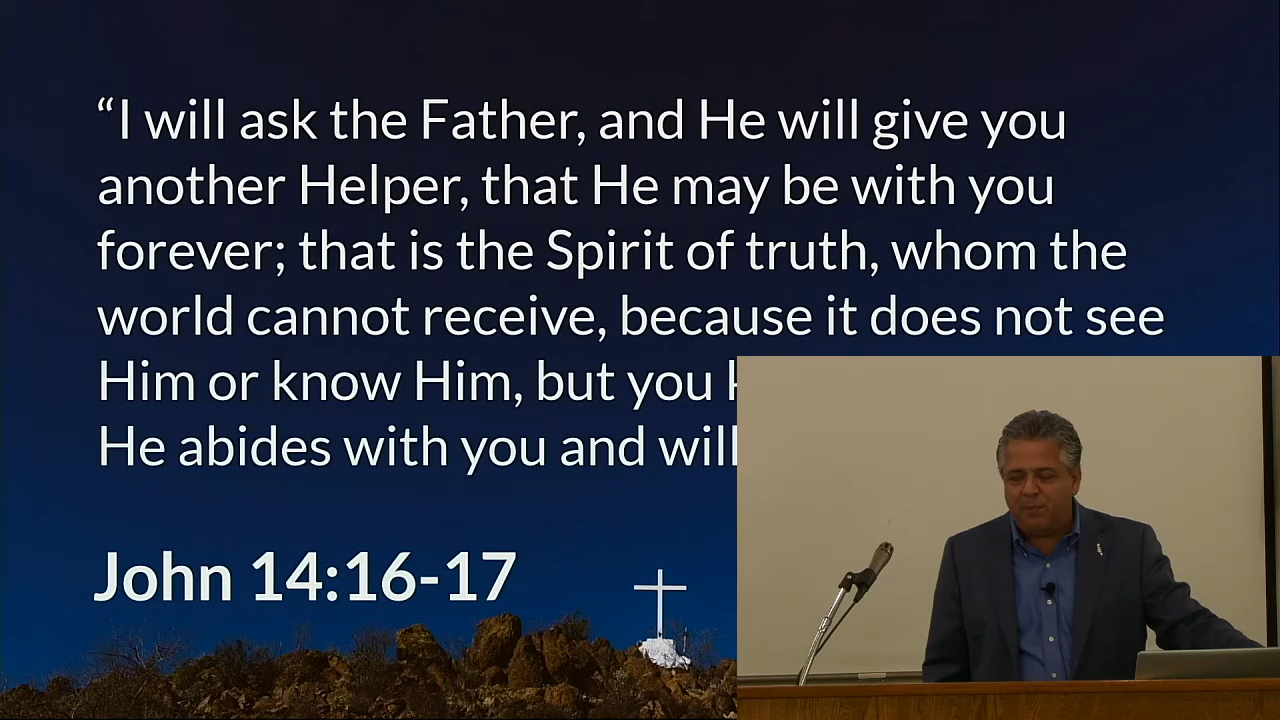 “I will ask the Father, and He will give you
another Helper, that He may be with you
forever; that is the Spirit of truth, whom the
world cannot receive, because it does not see
Him or know Him, but you
He abides with you and will
John 14:16-17